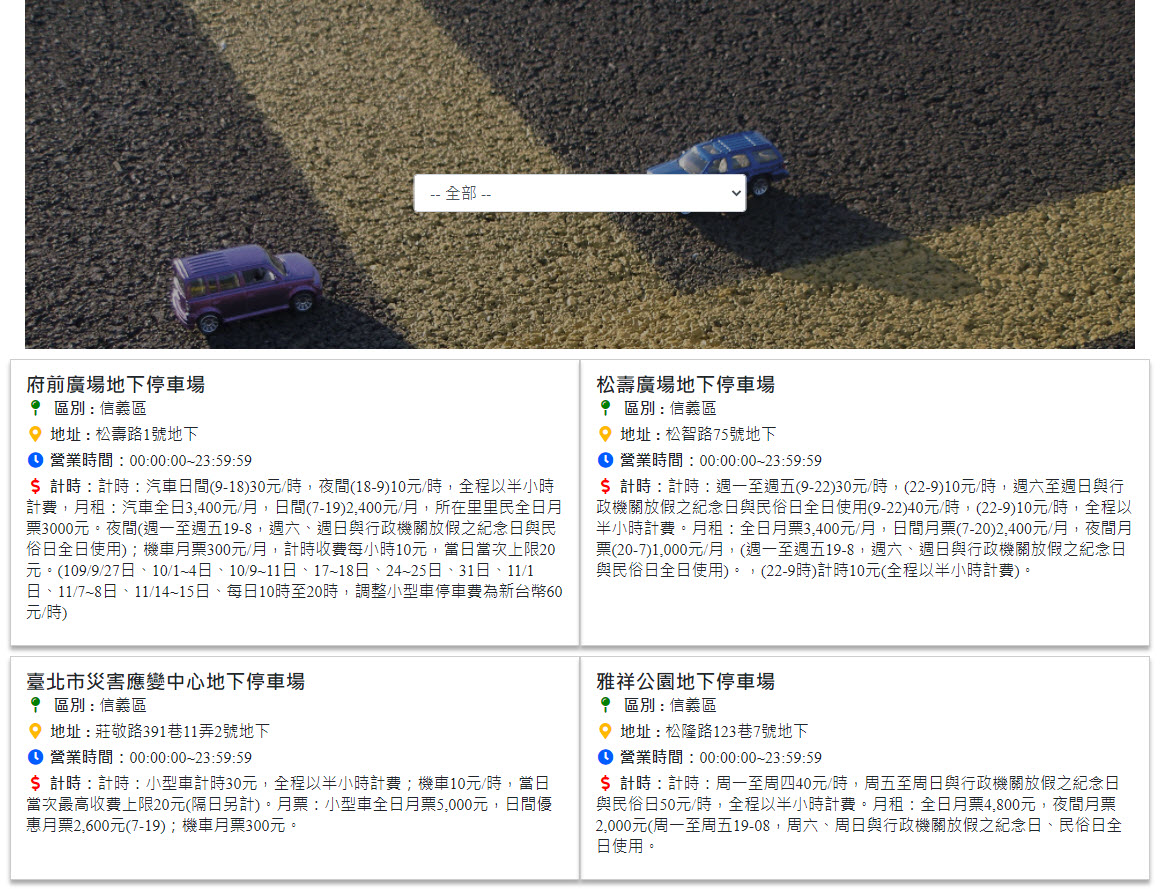 -- 全部 --
府前廣場地下停車場
區別 : 信義區
地址 : 松壽路1號地下
營業時間：00:00:00~23:59:59
計時：計時：汽車日間(9-18)30元/時，夜間(18-9)10元/時，全程以半小時
計費，月租：汽車全日3,400元/月，日間(7-19)2,400元/月，所在里里民全日月
票3000元。夜間(週一至週五19-8，週六、週日與行政機關放假之紀念日與民
俗日全日使用)；機車月票300元/月，計時收費每小時10元，當日當次上限20
元。(109/9/27日、10/1~4日、10/9~11日、17~18日、24~25日、31日、11/1
日、11/7~8日、11/14~15日、每日10時至20時，調整小型車停車費為新台幣60
元/時)
松壽廣場地下停車場
區別 : 信義區
地址 : 松智路75號地下
營業時間：00:00:00~23:59:59
計時：計時：週一至週五(9-22)30元/時，(22-9)10元/時，週六至週日與行
政機關放假之紀念日與民俗日全日使用(9-22)40元/時，(22-9)10元/時，全程以
半小時計費。月租：全日月票3,400元/月，日間月票(7-20)2,400元/月，夜間月
票(20-7)1,000元/月，(週一至週五19-8，週六、週日與行政機關放假之紀念日
與民俗日全日使用)。，(22-9時)計時10元(全程以半小時計費)。
臺北市災害應變中心地下停車場
區別 : 信義區
地址 : 莊敬路391巷11弄2號地下
營業時間：00:00:00~23:59:59
計時：計時：小型車計時30元，全程以半小時計費；機車10元/時，當日
當次最高收費上限20元(隔日另計)。月票：小型車全日月票5,000元，日間優
惠月票2,600元(7-19)；機車月票300元。
雅祥公園地下停車場
區別 : 信義區
地址 : 松隆路123巷7號地下
營業時間：00:00:00~23:59:59
計時：計時：周一至周四40元/時，周五至周日與行政機關放假之紀念日
與民俗日50元/時，全程以半小時計費。月租：全日月票4,800元，夜間月票
2,000元(周一至周五19-08，周六、周日與行政機關放假之紀念日、民俗日全
日使用。